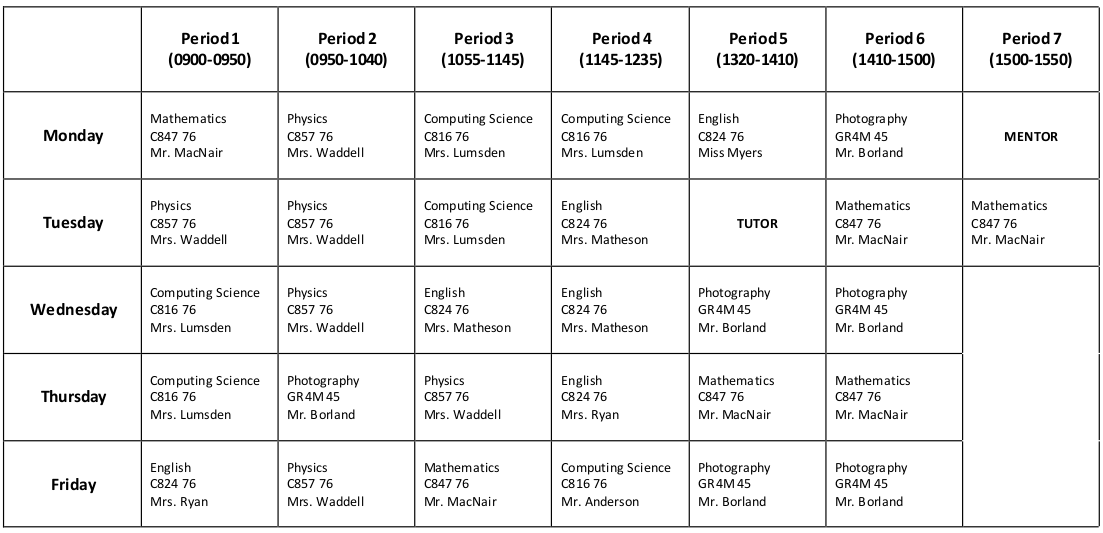 Period 1
(0900-0950)
Period 2
(0950-1040)
Period 3
(1055-1145)
Period 4
(1145-1235)
Period 5
(1320-1410)
Period 6
(1410-1500)
Period 7
(1500-1550)
Monday
Mathematics
C847 76
Mr. MacNair
Physics
C857 76
Mrs. Waddell
Computing Science
C816 76
Mrs. Lumsden
Computing Science
C816 76
Mrs. Lumsden
English
C824 76
Miss Myers
Photography
GR4M 45
Mr. Borland
MENTOR
Tuesday
Physics
C857 76
Mrs. Waddell
Physics
C857 76
Mrs. Waddell
Computing Science
C816 76
Mrs. Lumsden
English
C824 76
Mrs. Matheson
TUTOR
Mathematics
C847 76
Mr. MacNair
Mathematics
C847 76
Mr. MacNair
Wednesday
Computing Science
C816 76
Mrs. Lumsden
Physics
C857 76
Mrs. Waddell
English
C824 76
Mrs. Matheson
English
C824 76
Mrs. Matheson
Photography
GR4M 45
Mr. Borland
Photography
GR4M 45
Mr. Borland
Thursday
Computing Science
C816 76
Mrs. Lumsden
Photography
GR4M 45
Mr. Borland
Physics
C857 76
Mrs. Waddell
English
C824 76
Mrs. Ryan
Mathematics
C847 76
Mr. MacNair
Mathematics
C847 76
Mr. MacNair
Friday
English
C824 76
Mrs. Ryan
Physics
C857 76
Mrs. Waddell
Mathematics
C847 76
Mr. MacNair
Computing Science
C816 76
Mr. Anderson
Photography
GR4M 45
Mr. Borland
Photography
GR4M 45
Mr. Borland